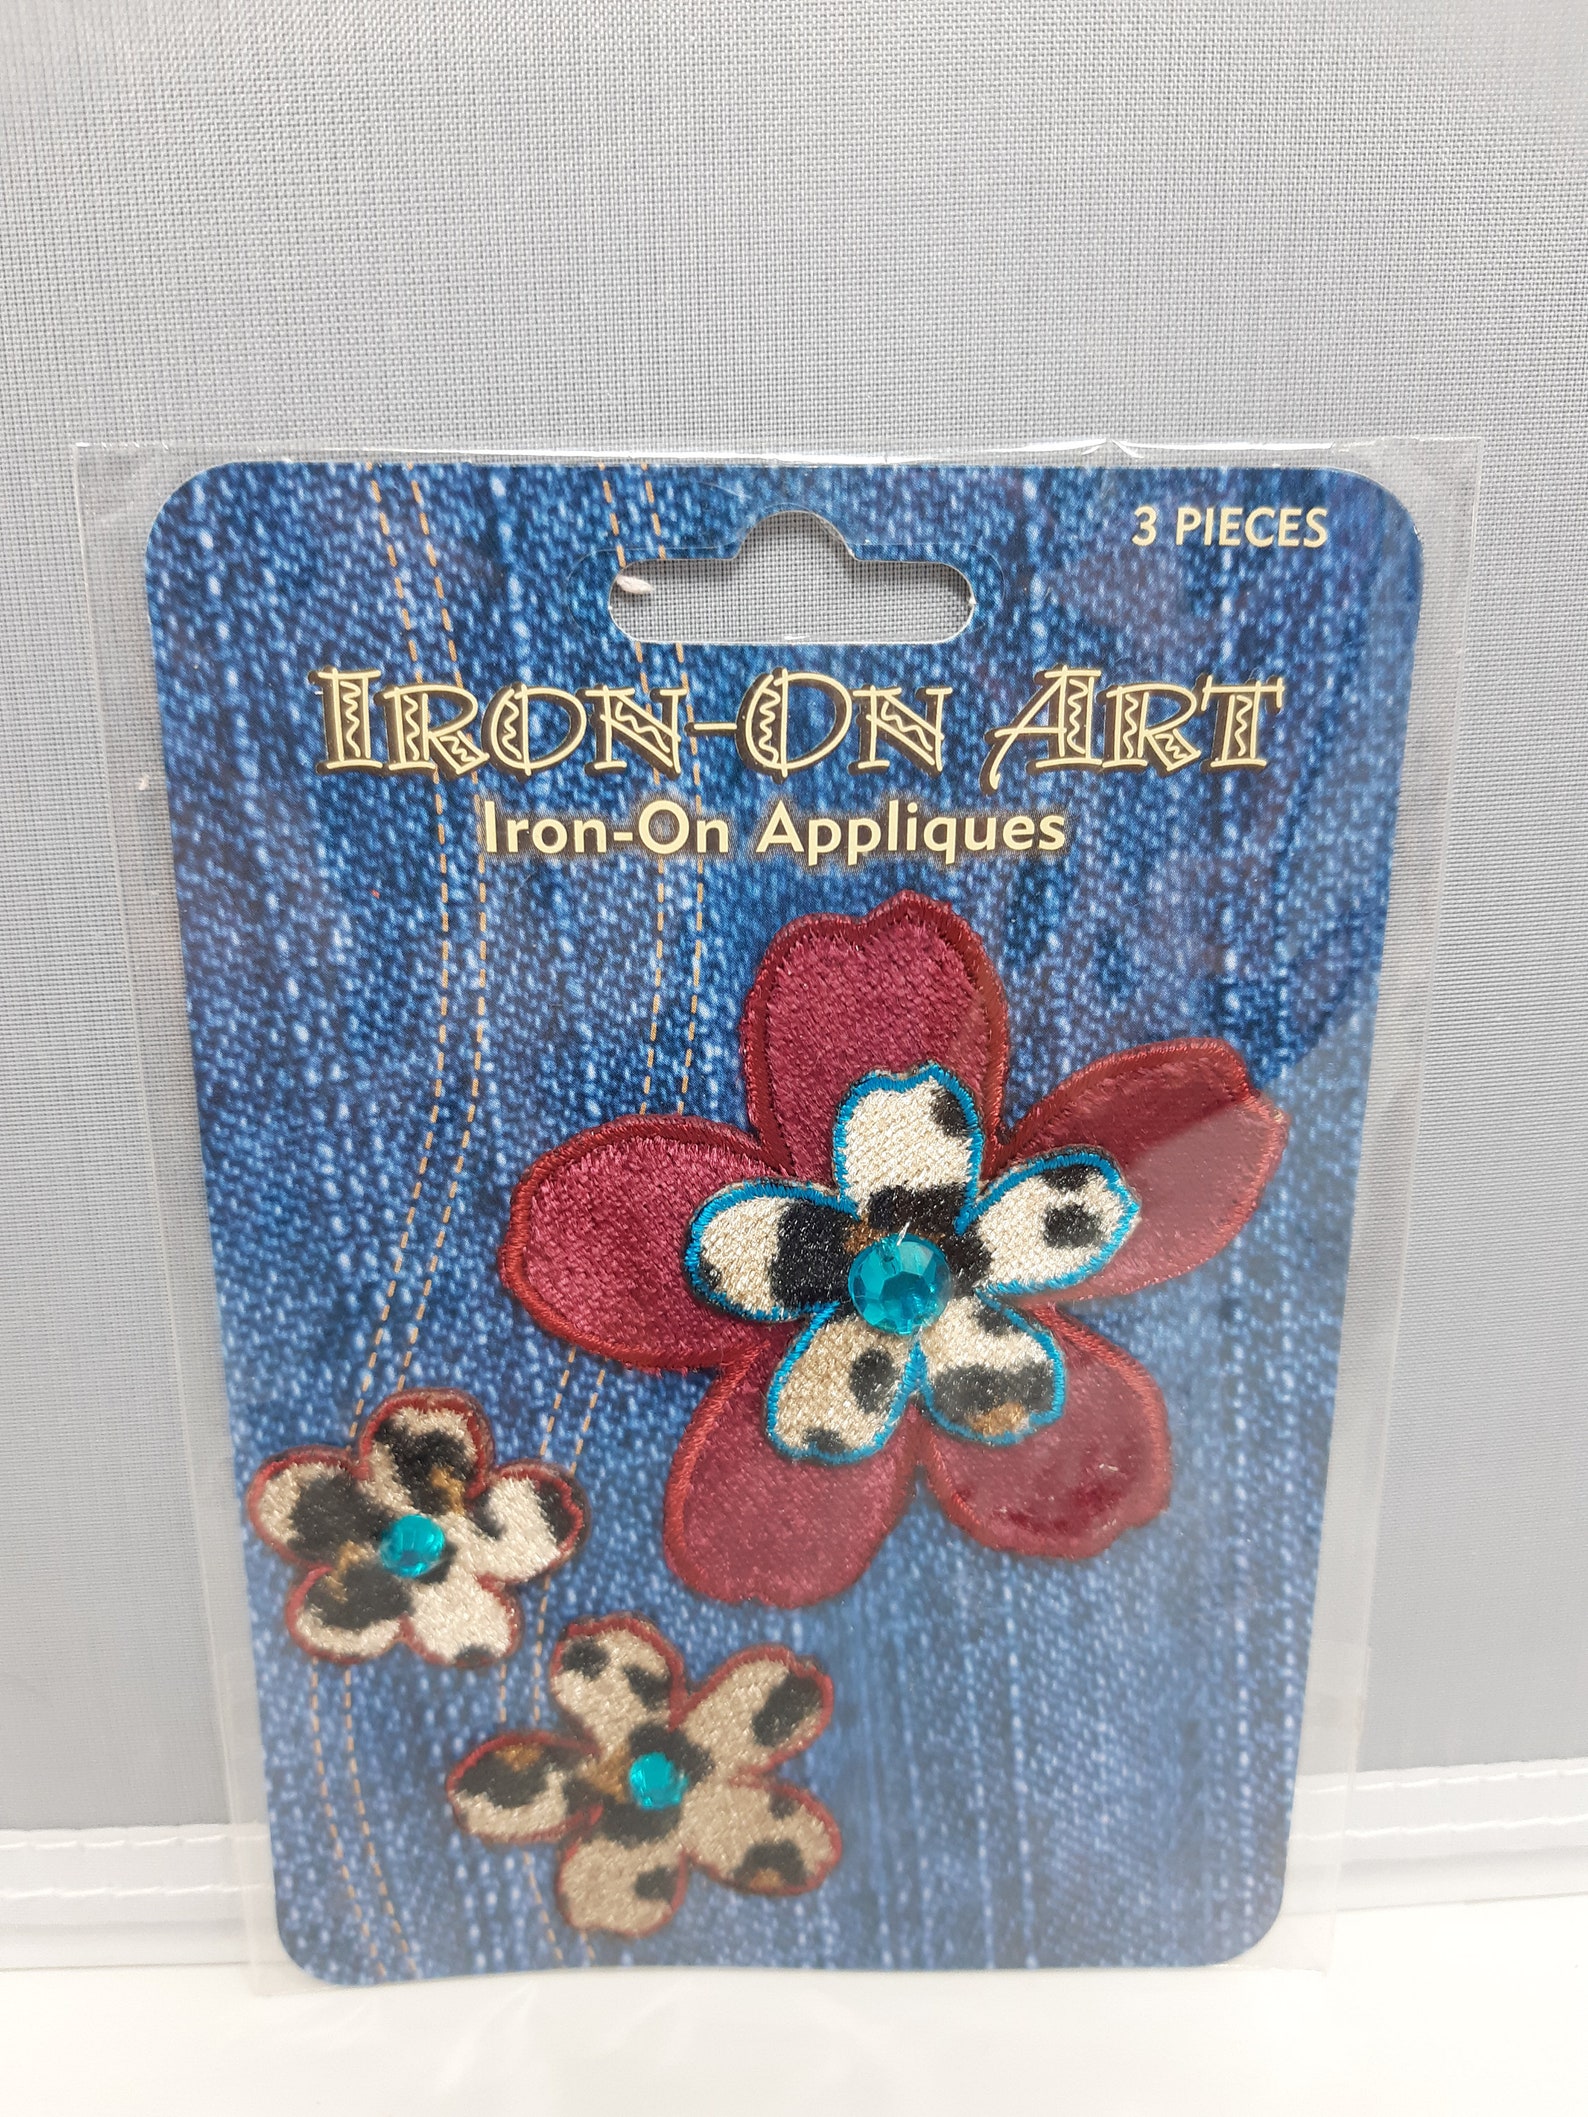 3 PIECES
IRON-ON ART
Iron-On Appliques